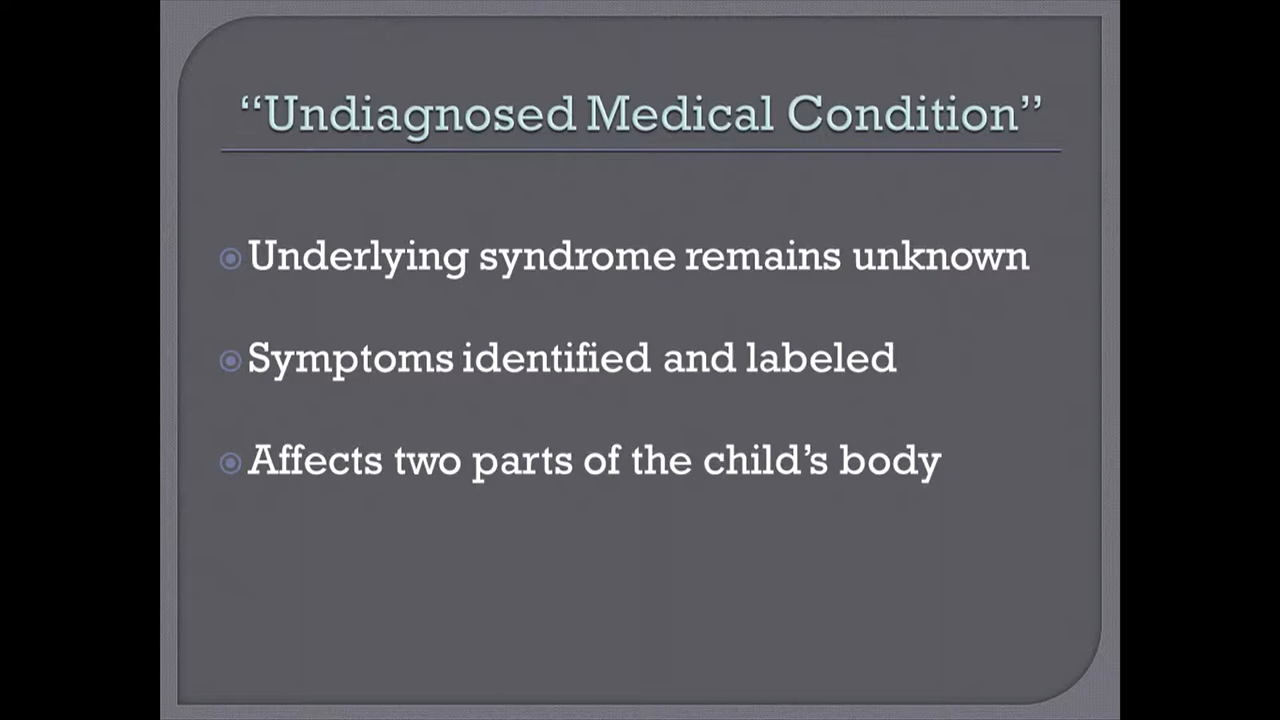 “Undiagnosed Medical Condition”
Underlying syndrome remains unknown
Symptoms identified and labeled
Affects two parts of the child’s body